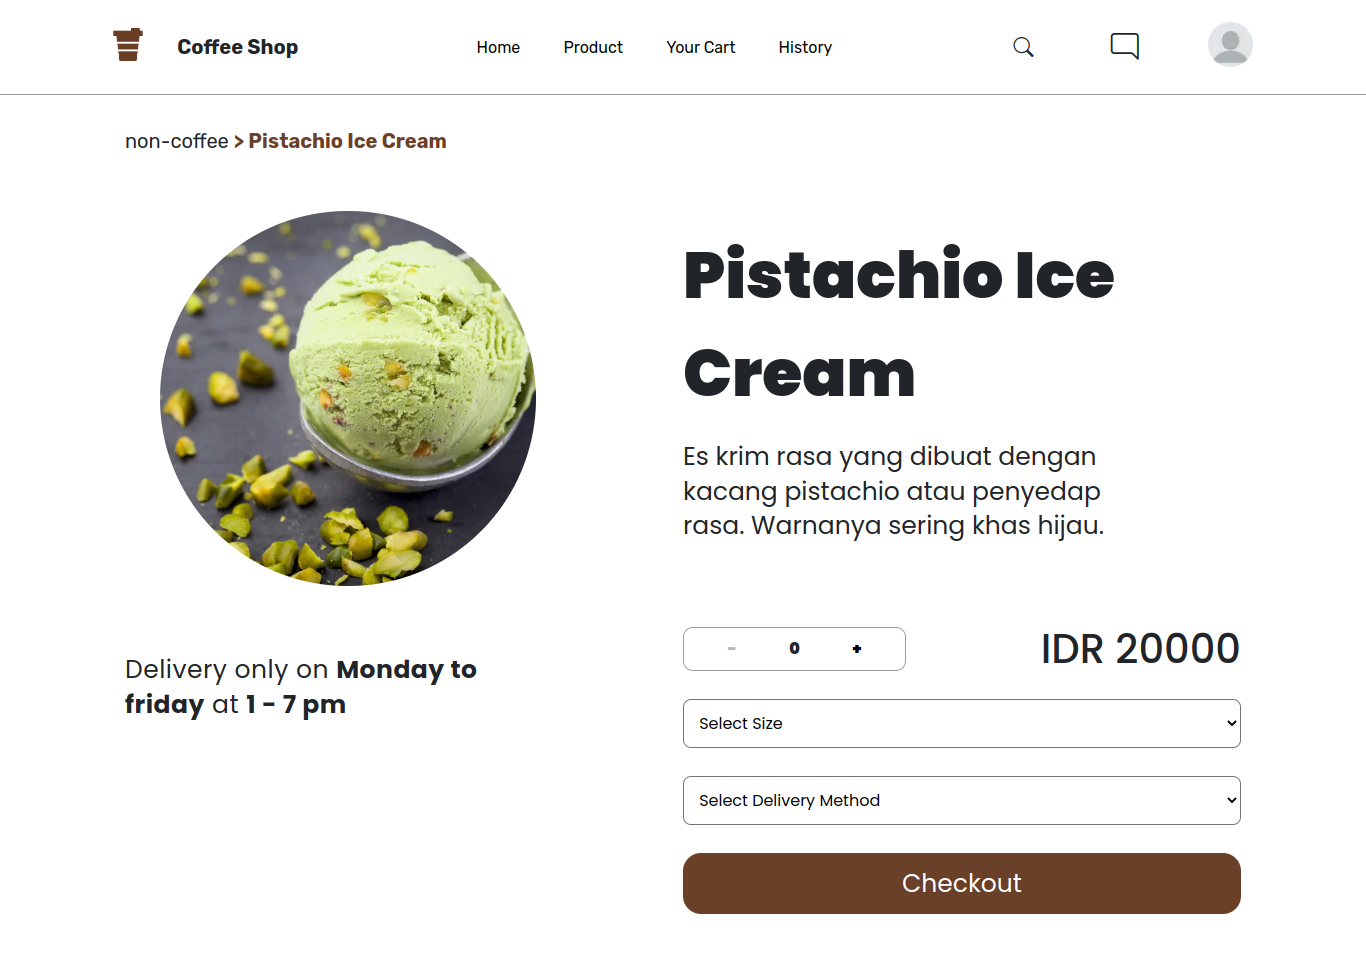 Coffee Shop
Home Product Your Cart History
non-coffee > Pistachio Ice Cream
Pistachio Ice
Cream
Es krim rasa yang dibuat dengan
kacang pistachio atau penyedap
rasa. Warnanya sering khas hijau.
- 0 +
IDR 20000
Delivery only on Monday to
friday at 1 - 7 pm
Select Size
Select Delivery Method
Checkout